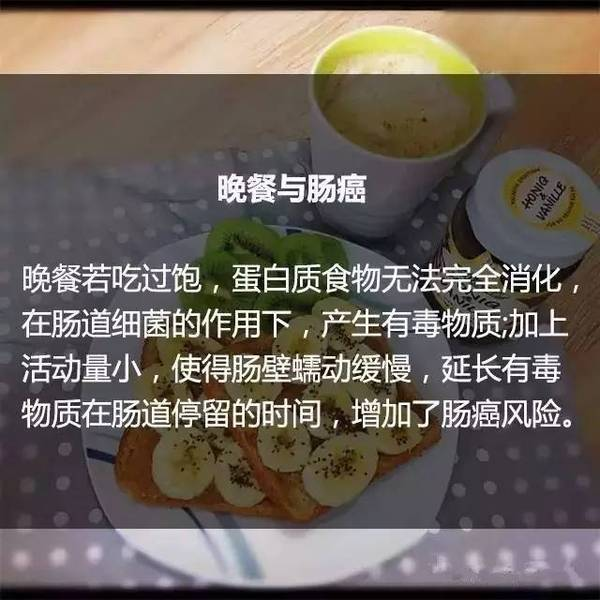 晚餐与肠癌
HONIG
&
VANILLE
晚餐若吃过饱，蛋白质食物无法完全消化，
在肠道细菌的作用下，产生有毒物质;加上
活动量小，使得肠壁蠕动缓慢，延长有毒
物质在肠道停留的时间，增加了肠癌风险。